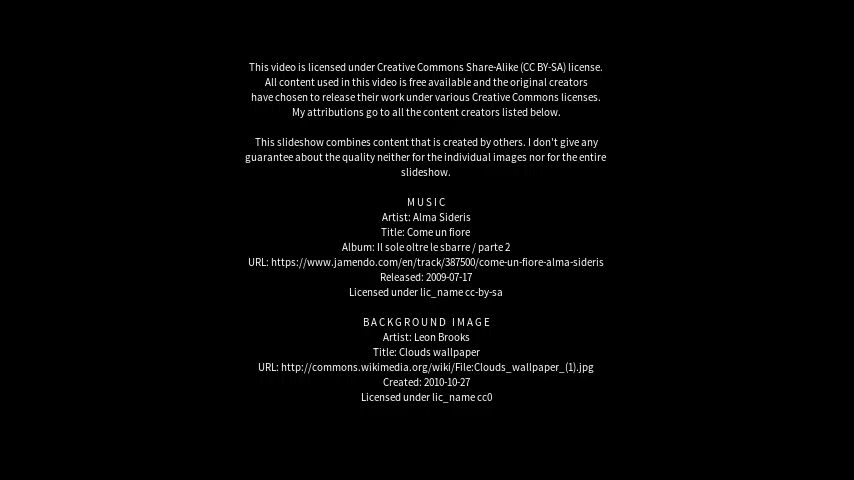 This video is licensed under Creative Commons Share-Alike (CC BY-SA) license.
All content used in this video is free available and the original creators
have chosen to release their work under various Creative Commons licenses.
My attributions go to all the content creators listed below.
This slideshow combines content that is created by others. I don't give any
guarantee about the quality neither for the individual images nor for the entire
slideshow.
MUSIC
Artist: Alma Sideris
Title: Come un fiore
Album: Il sole oltre le sbarre / parte 2
URL: https://www.jamendo.com/en/track/387500/come-un-fiore-alma-sideris
Released: 2009-07-17
Licensed under lic_name cc-by-sa
BACKGROUND IMAGE
Artist: Leon Brooks
Title: Clouds wallpaper
URL: http://commons.wikimedia.org/wiki/File:Clouds_wallpaper_(1).jpg
Created: 2010-10-27
Licensed under lic_name cc0